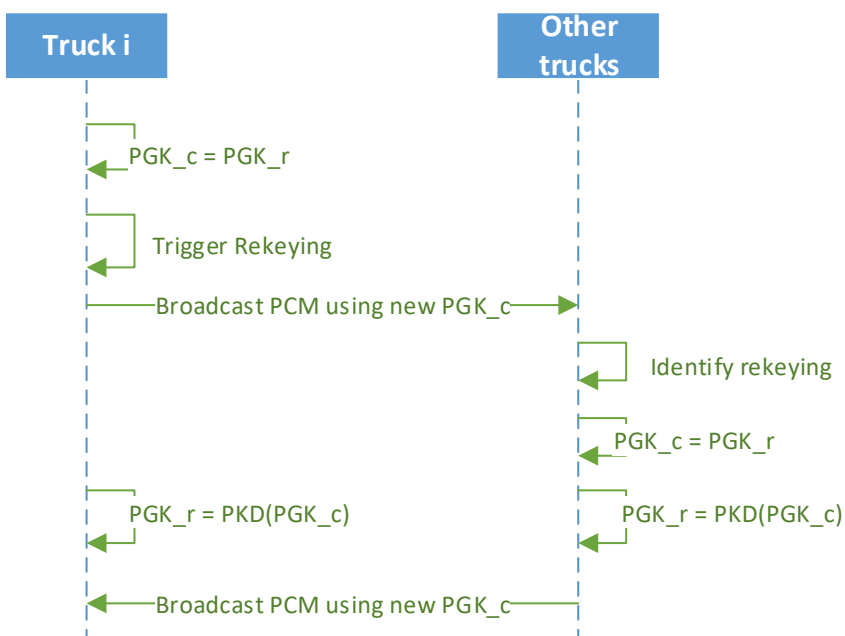 Truck i
Other
trucks
PGK_c = PGK_r
Trigger Rekeying
Broadcast PCM using new PGK_c
Identify rekeying
PGK_c = PGK_r
PGK_r = PKD(PGK_c)
PGK_r = PKD(PGK_c)
Broadcast PCM using new PGK_c